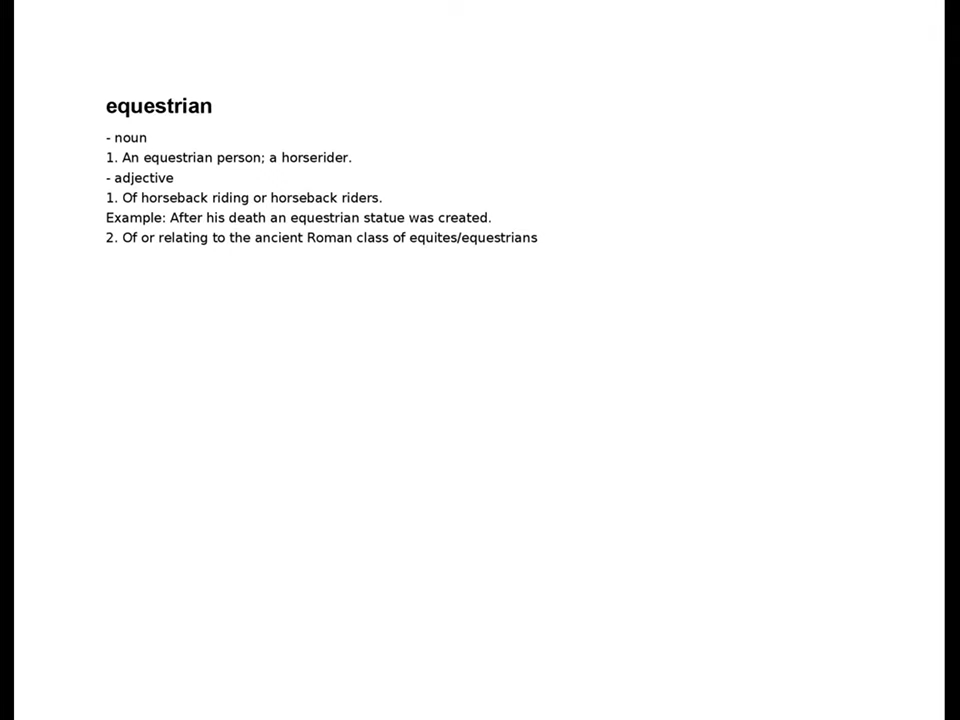 equestrian
- noun
1. An equestrian person; a horserider.
- adjective
1. Of horseback riding or horseback riders.
Example: After his death an equestrian statue was created.
2. Of or relating to the ancient Roman class of equites/equestrians